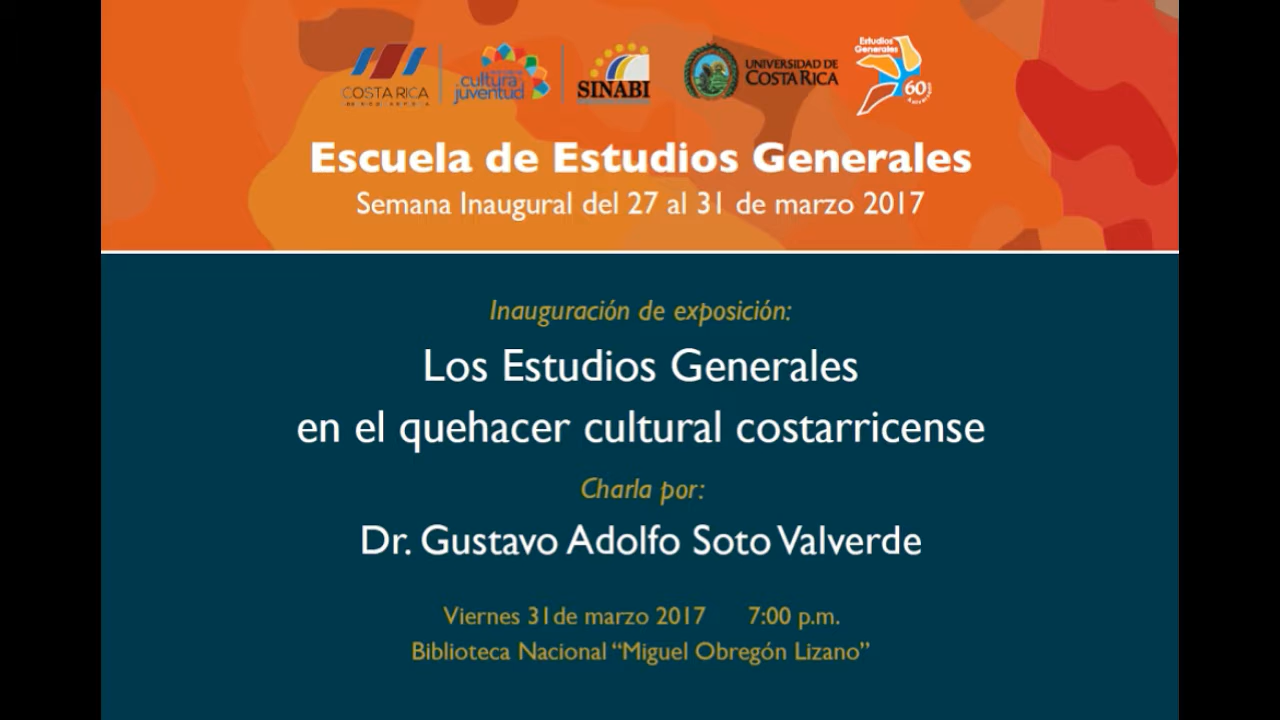 COSTA RICA
cultura
juventud
SINABI
UNIVERSIDAD DE
COSTA RICA
Estudios
Generales
60
Escuela de Estudios Generales
Semana Inaugural del 27 al 31 de marzo 2017
Inauguración de exposición:
Los Estudios Generales
en el quehacer cultural costarricense
Charla por:
Dr. Gustavo Adolfo Soto Valverde
Viernes 31de marzo 2017 7:00 p.m.
Biblioteca Nacional “Miguel Obregón Lizano”